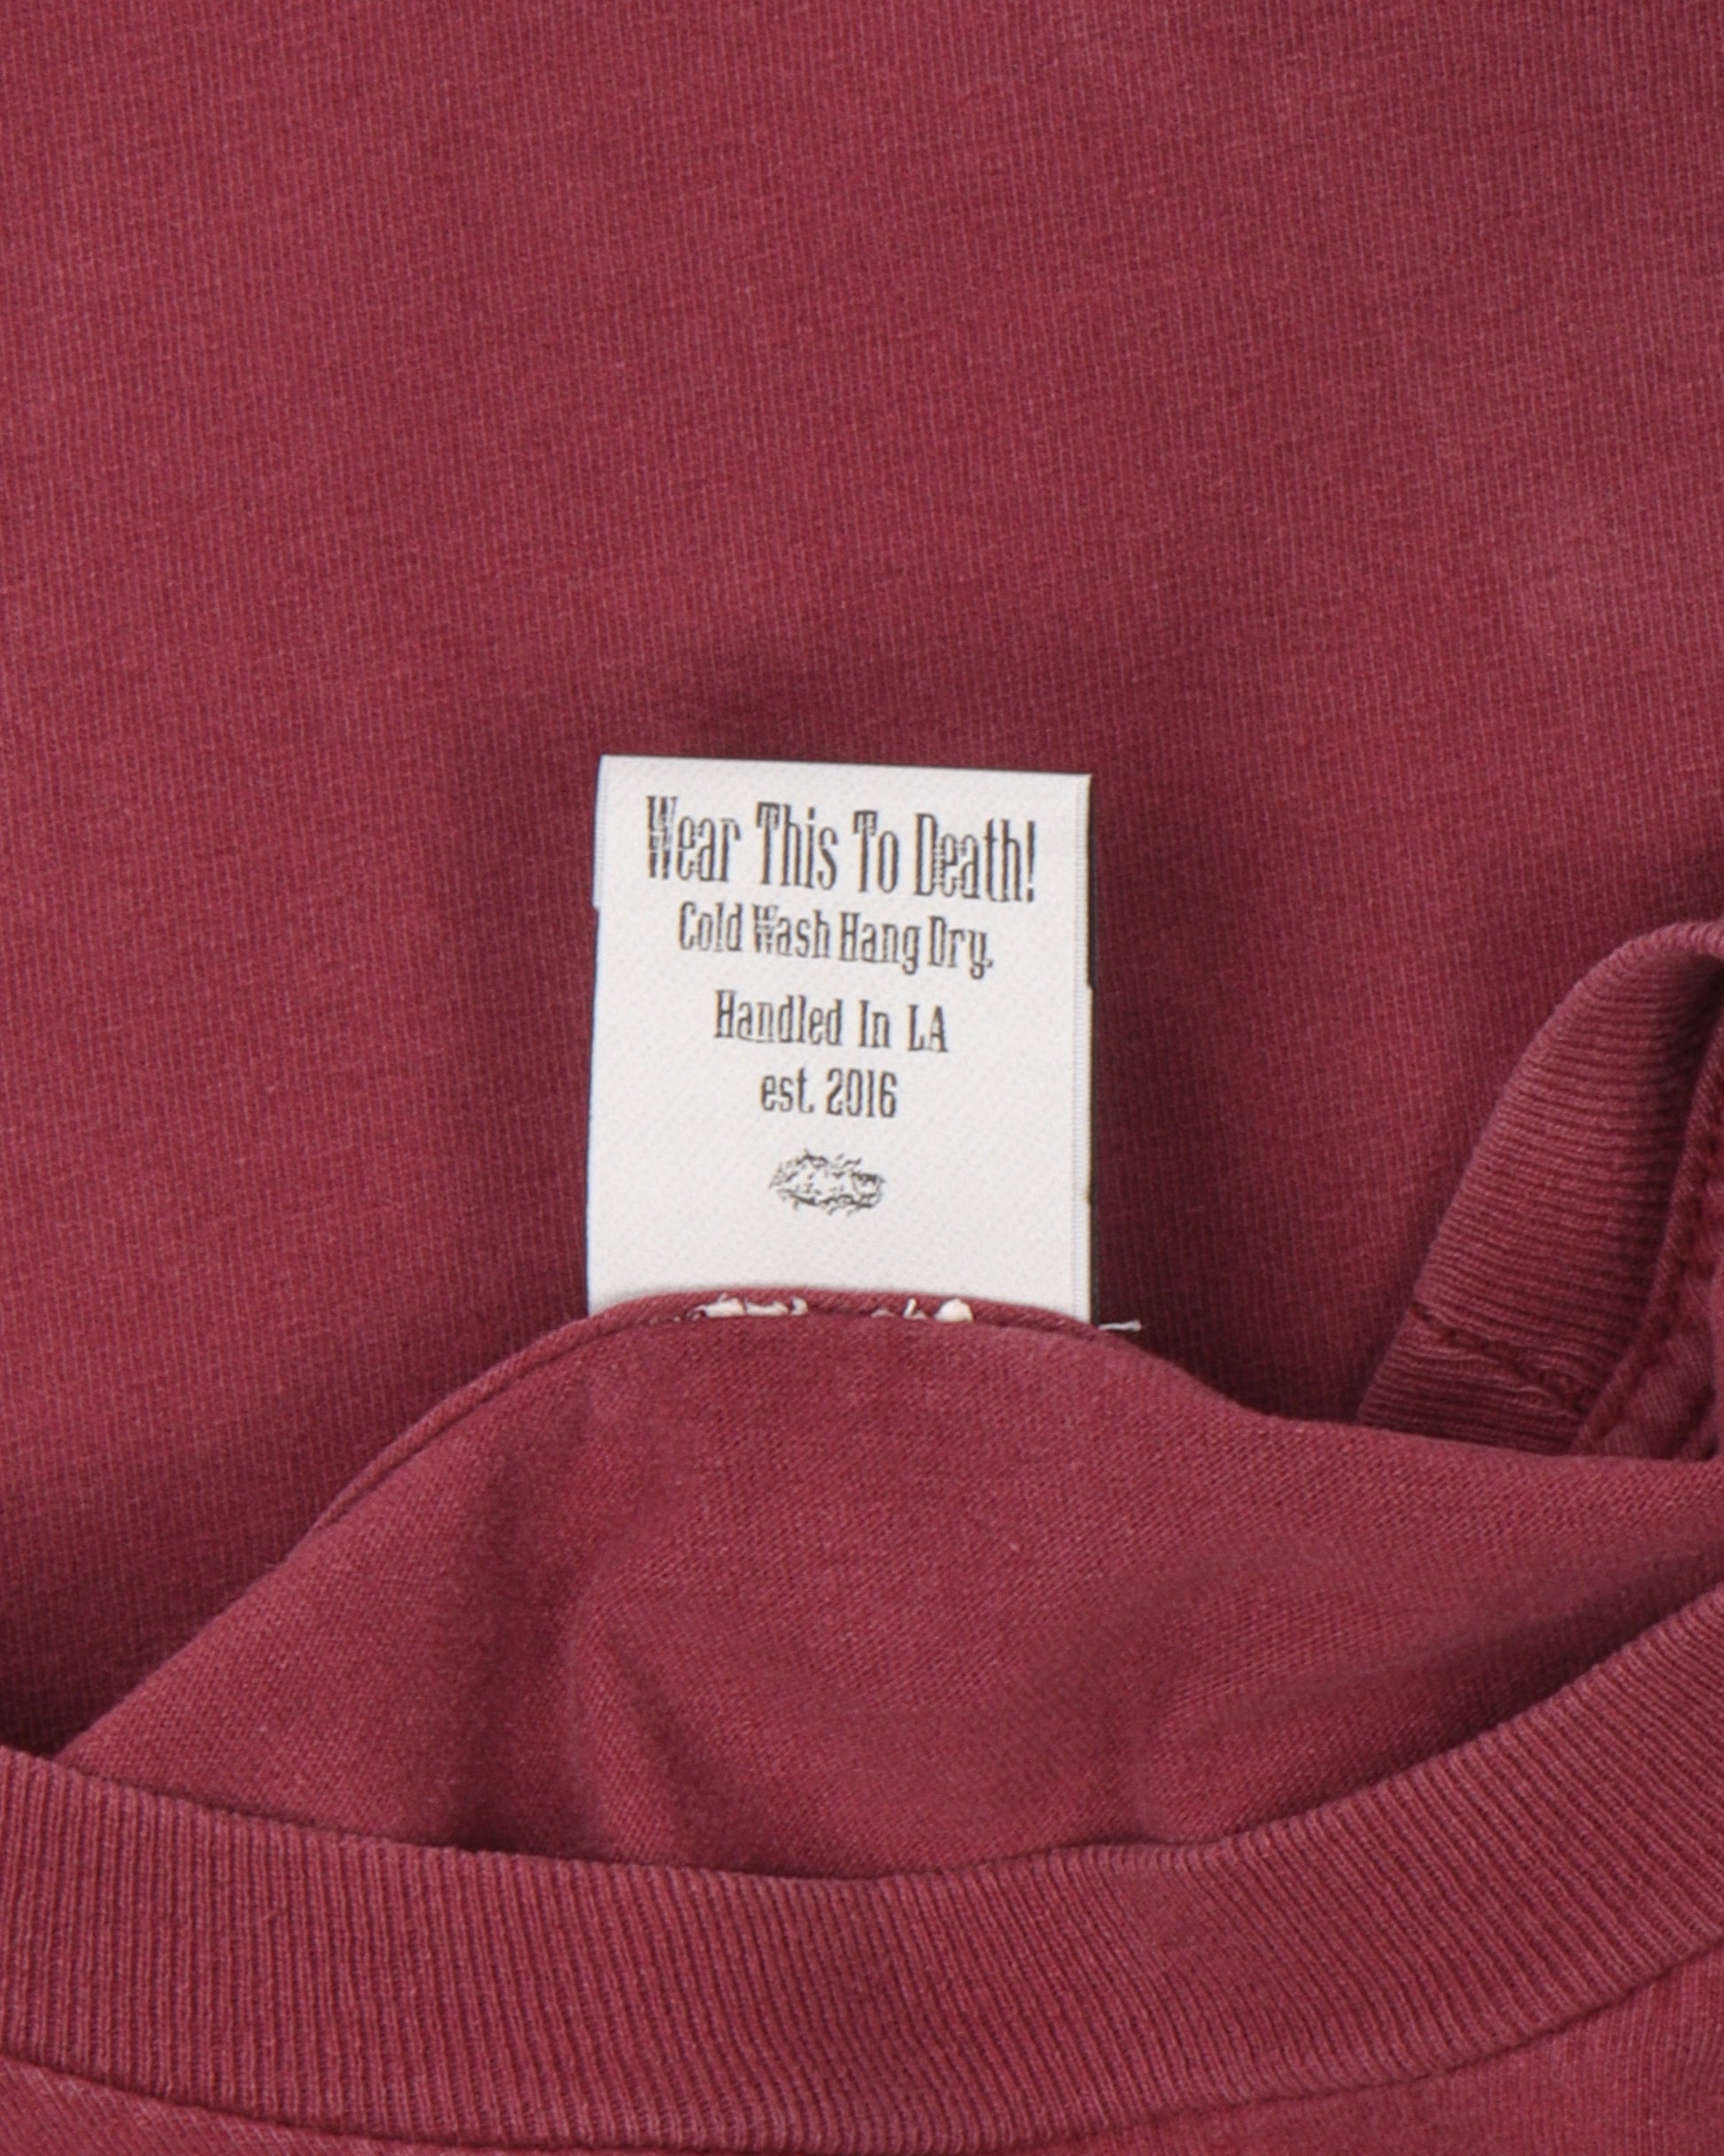 Wear This To Death!
Cold Wash Hang Dry.
Handled In LA
est. 2016